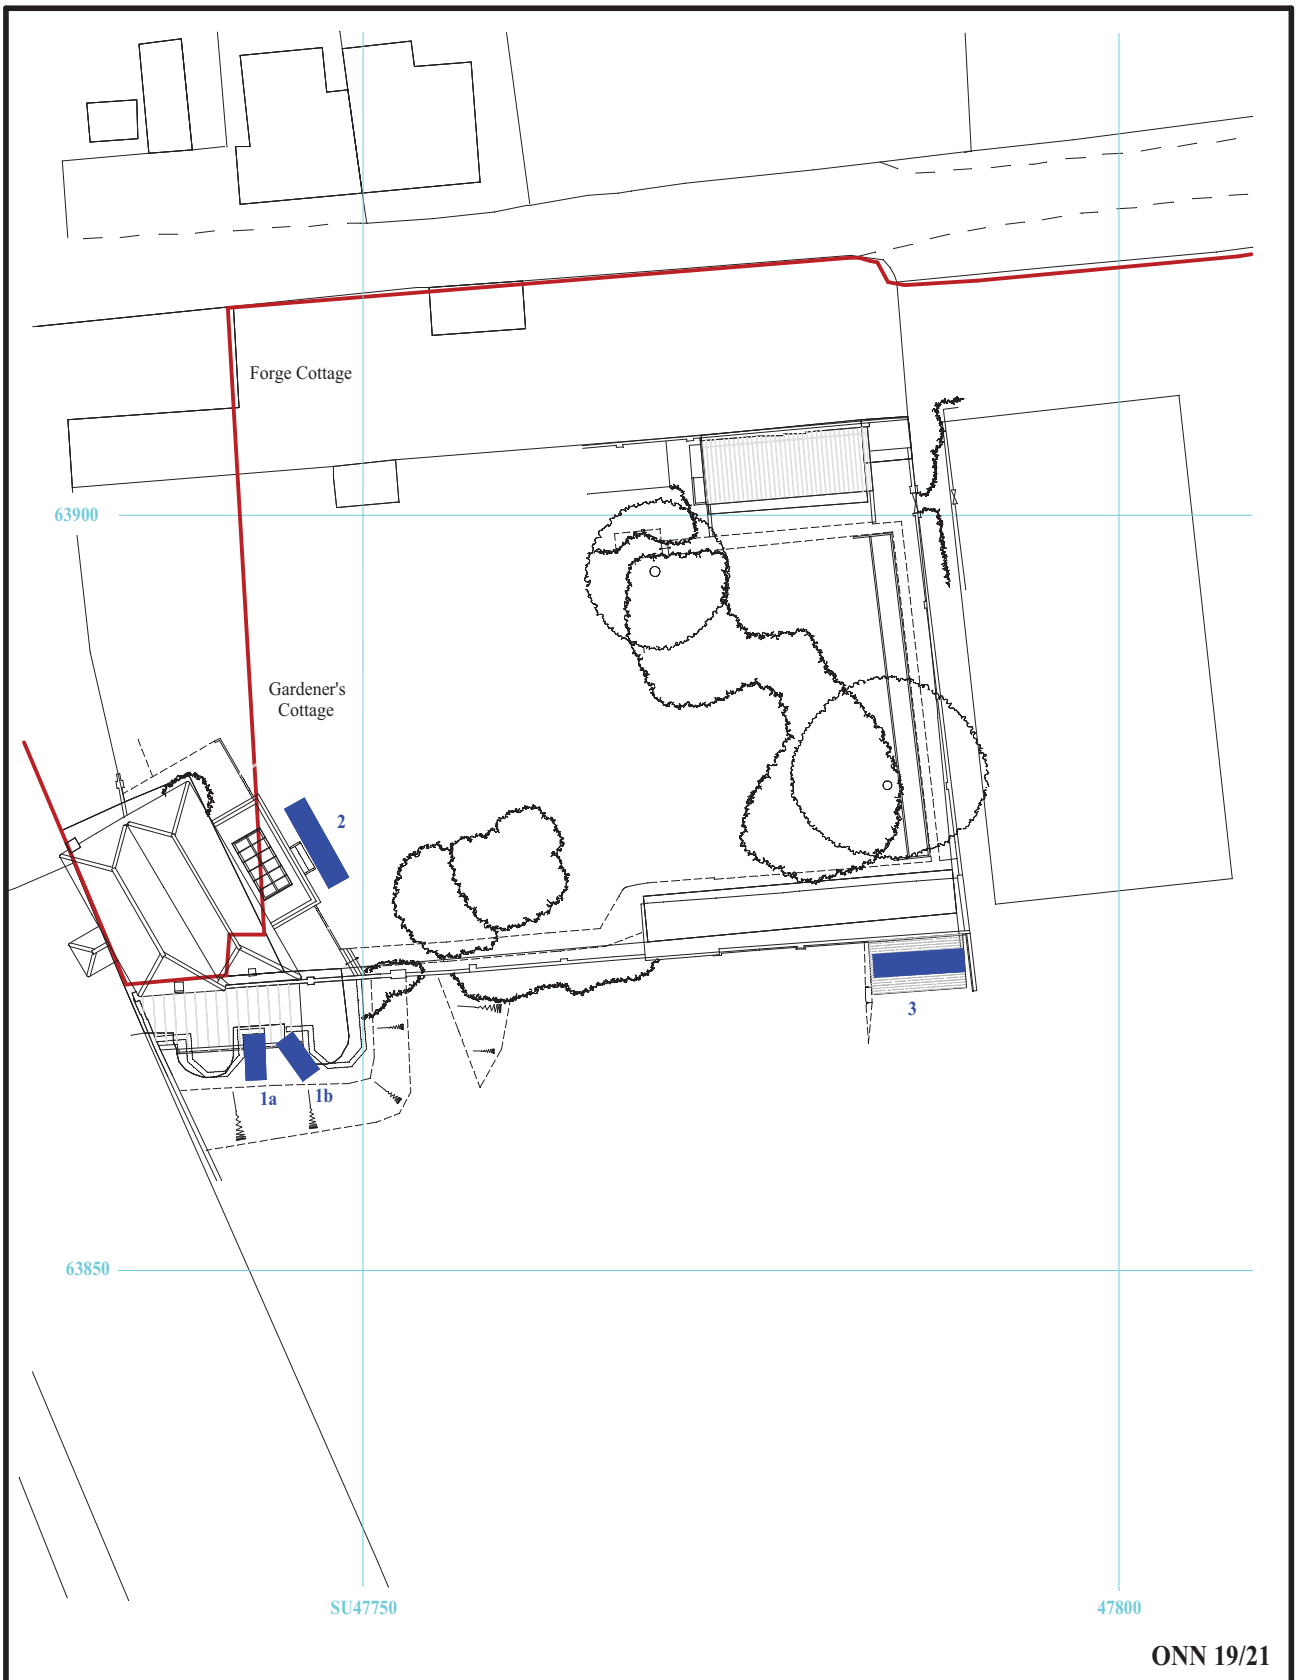 Forge Cottage
63900
Gardener's
Cottage
2
3
1a
1b
63850
SU47750
47800
ONN 19/21